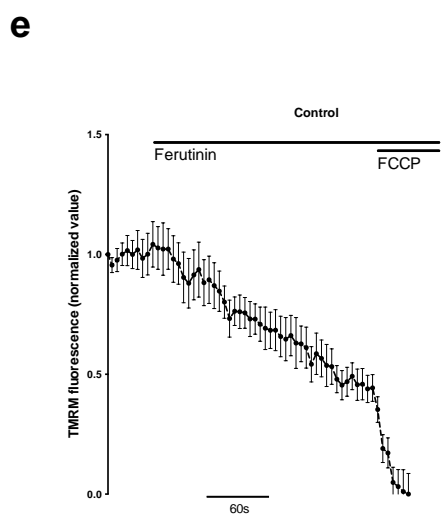 e
Control
1.5
Ferutinin
FCCP
1.0
TMRM fluorescence (normalized value)
0.5
0.0
60s